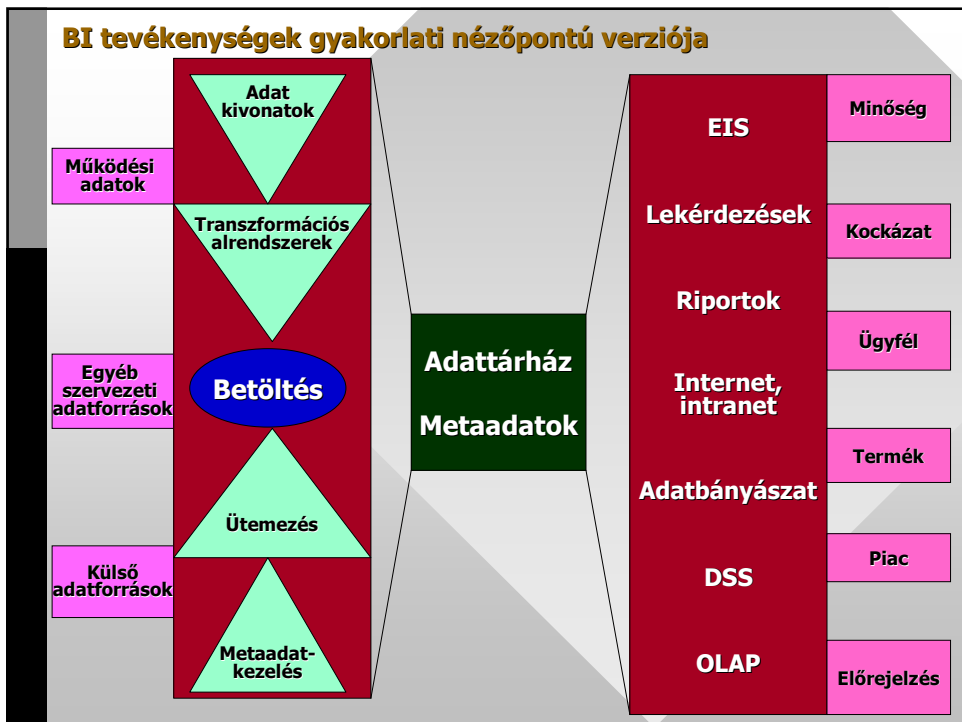 BI tevékenységek gyakorlati nézőpontú verziója
Működési
adatok
Egyéb
szervezeti
adatforrások
Külső
adatforrások
Adat
kivonatok
Transzformációs
alrendszerek
Betöltés
Ütemezés
Metaadat-
kezelés
Adattárház
Metaadatok
EIS
Lekérdezések
Riportok
Internet,
intranet
Adatbányászat
DSS
OLAP
Minőség
Kockázat
Ügyfél
Termék
Piac
Előrejelzés